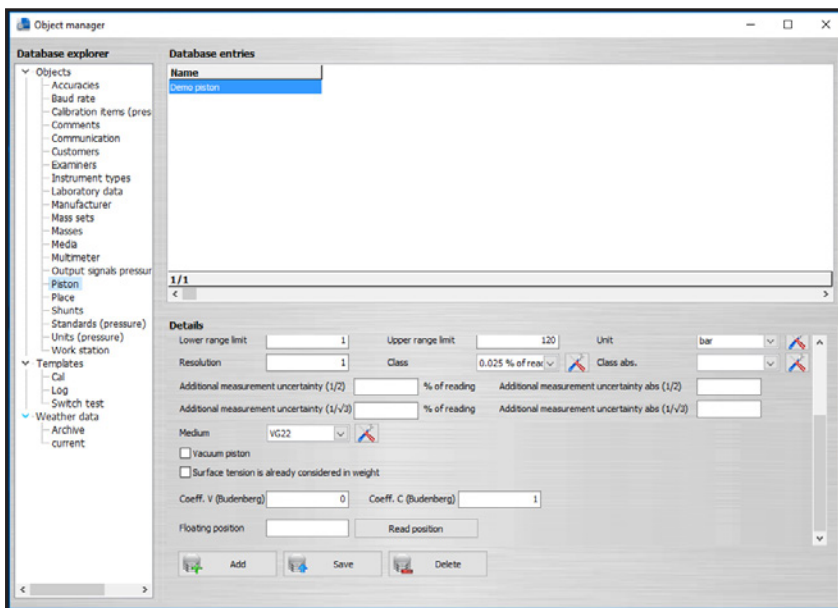 Object manager
Database explorer
Objects
Accuracies
Baud rate
Calibration items (pres
Comments
Communication
Customers
Examiners
Instrument types
Laboratory data
Manufacturer
Mass sets
Masses
Media
Multimeter
Output signals pressur
Piston
Place
Shunts
Standards (pressure)
Units (pressure)
Work station
Templates
Cal
Log
Switch test
Weather data
Archive
current
Database entries
Name
Demo piston
1/1
Details
Lower range limit 1 Upper range limit 120 Unit bar
Resolution 1 Class 0.025 % of read Class abs.
Additional measurement uncertainty (1/2) % of reading Additional measurement uncertainty abs (1/2)
Additional measurement uncertainty (1/√3) % of reading Additional measurement uncertainty abs (1/√3)
Medium VG22
Vacuum piston
Surface tension is already considered in weight
Coeff. V (Budenberg) 0 Coeff. C (Budenberg) 1
Floating position Read position
Add Save Delete